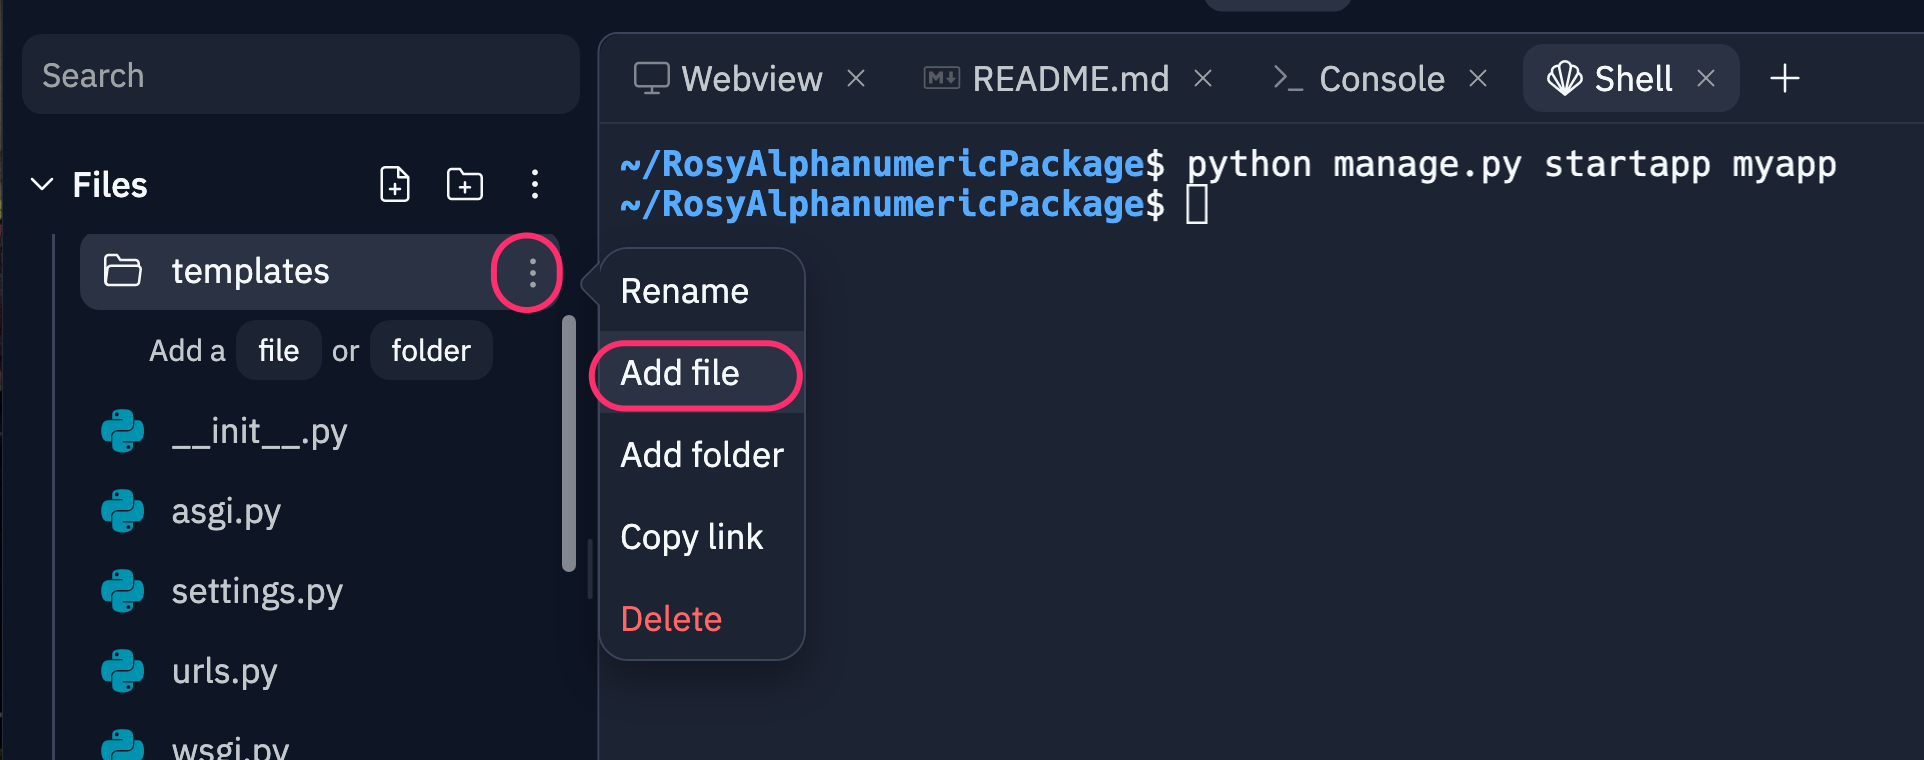 Search
Webview
README.md
Console
Shell
Files
~/RosyAlphanumericPackage$ python manage.py startapp myapp
~/RosyAlphanumericPackage$
templates
Add a file or folder
__init__.py
asgi.py
settings.py
urls.py
wsgi.py
Rename
Add file
Add folder
Copy link
Delete